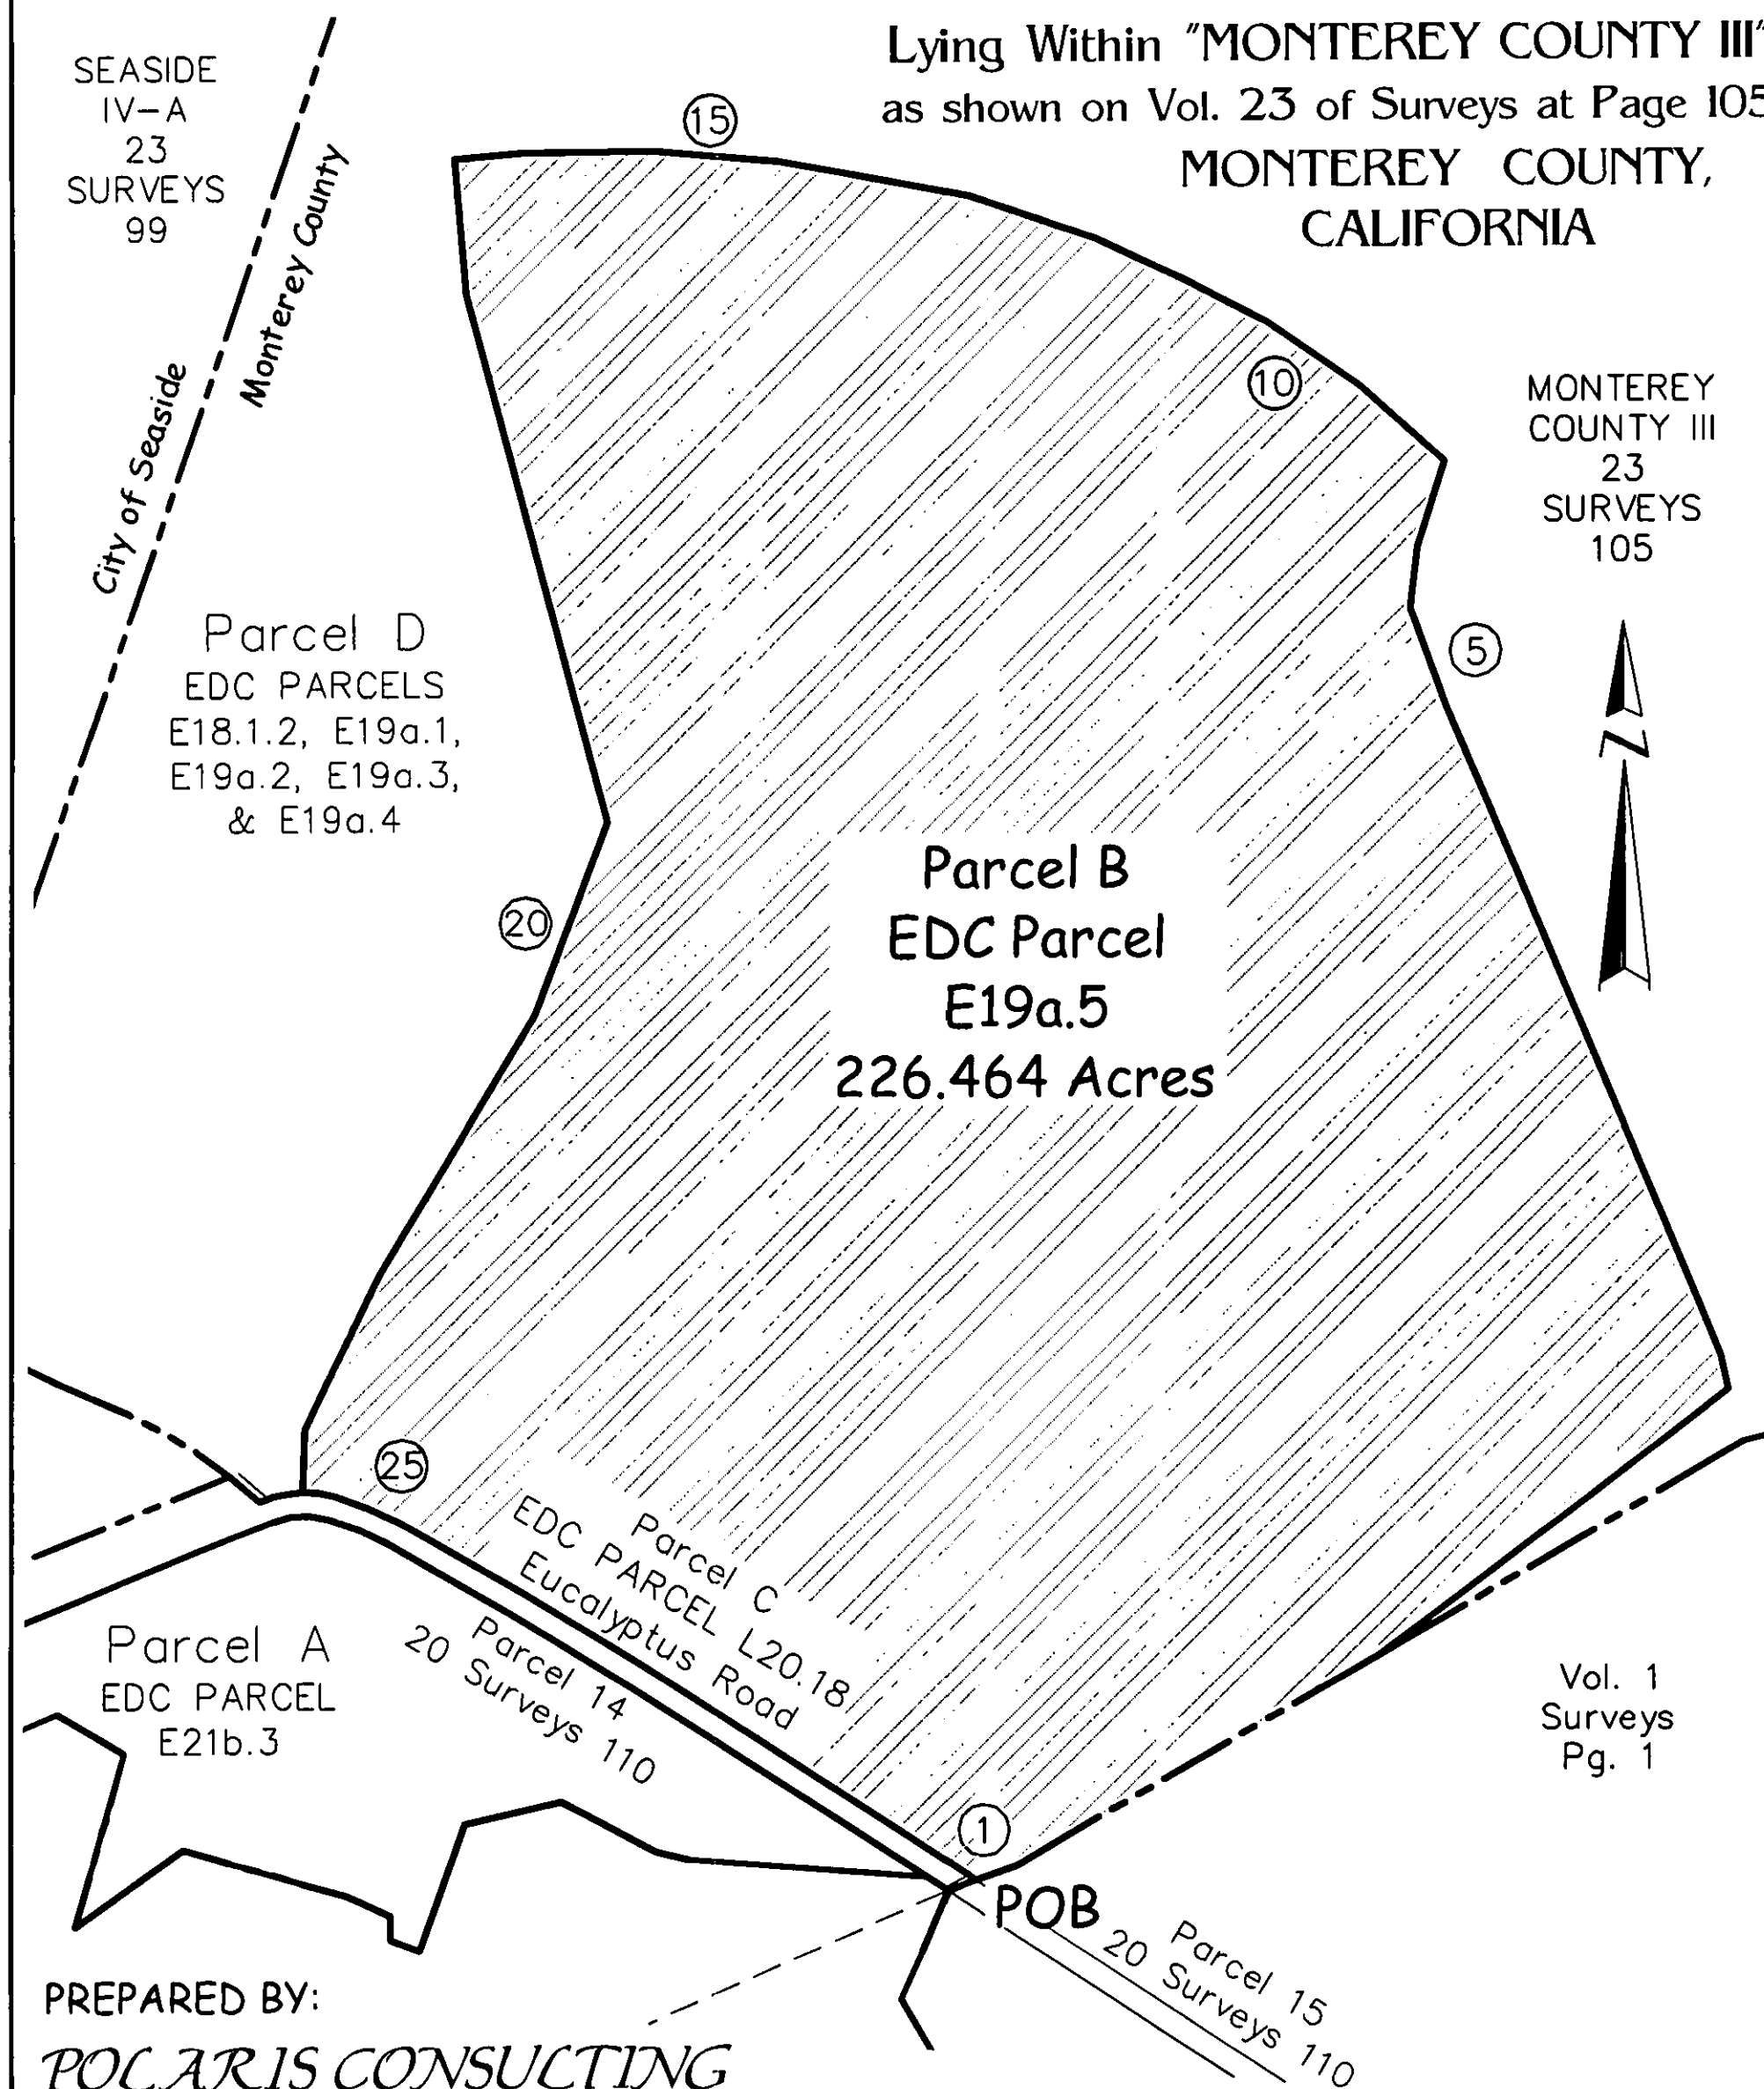 Lying Within "MONTEREY COUNTY III"
as shown on Vol. 23 of Surveys at Page 105
MONTEREY COUNTY,
CALIFORNIA
SEASIDE
IV-A
23
SURVEYS
99
City of Seaside
Monterey County
15
10
MONTEREY
COUNTY III
23
SURVEYS
105
5
N
Parcel D
EDC PARCELS
E18.1.2, E19a.1,
E19a.2, E19a.3,
& E19a.4
20
Parcel B
EDC Parcel
E19a.5
226.464 Acres
25
Parcel C
EDC PARCEL L20.18
Eucalyptus Road
Parcel 14
20 Surveys 110
Parcel A
EDC PARCEL
E21b.3
Vol. 1
Surveys
Pg. 1
1
POB
Parcel 15
20 Surveys 110
PREPARED BY:
POLARIS CONSULTING